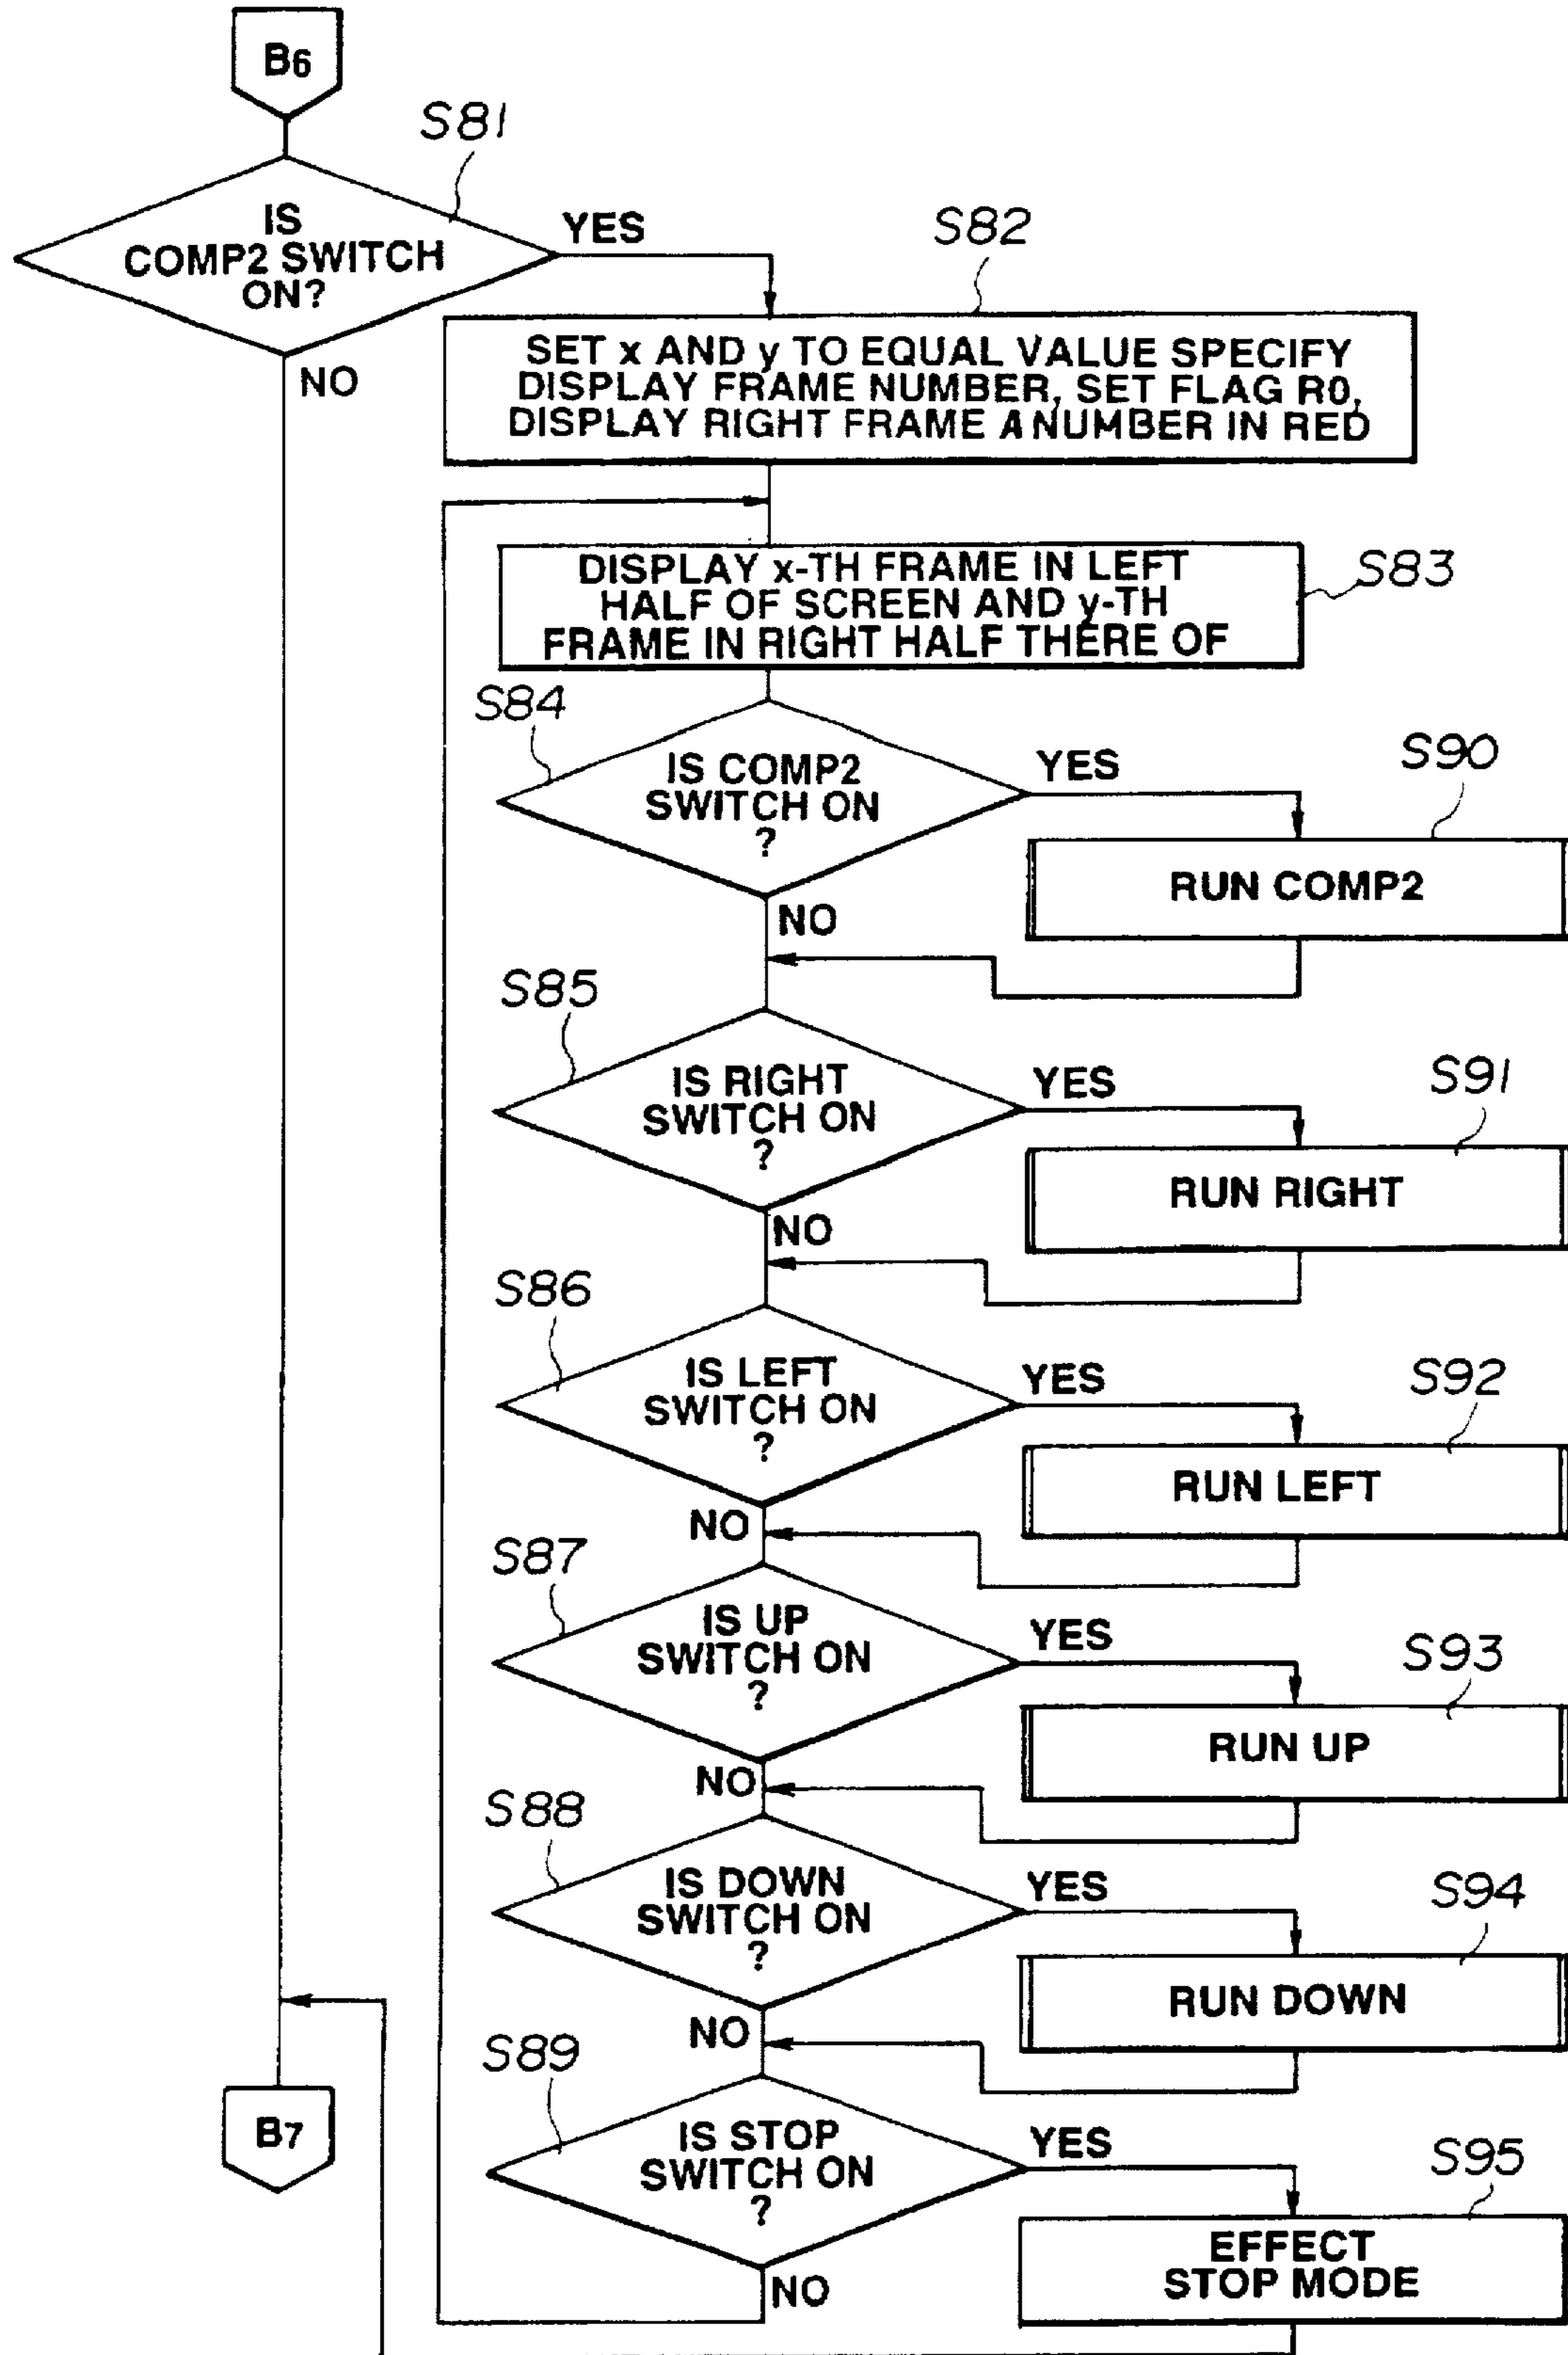 B6
S81
IS
COMP2 SWITCH
ON?
YES
NO
S82
SET x AND y TO EQUAL VALUE SPECIFY
DISPLAY FRAME NUMBER, SET FLAG R0,
DISPLAY RIGHT FRAME A NUMBER IN RED
DISPLAY x-TH FRAME IN LEFT
HALF OF SCREEN AND y-TH
FRAME IN RIGHT HALF THERE OF
S83
S84
IS COMP2
SWITCH ON
?
YES
NO
S90
RUN COMP2
S85
IS RIGHT
SWITCH ON
?
YES
NO
S91
RUN RIGHT
S86
IS LEFT
SWITCH ON
?
YES
NO
S92
RUN LEFT
S87
IS UP
SWITCH ON
?
YES
NO
S93
RUN UP
S88
IS DOWN
SWITCH ON
?
YES
NO
S94
RUN DOWN
S89
IS STOP
SWITCH ON
?
YES
NO
S95
EFFECT
STOP MODE
B7